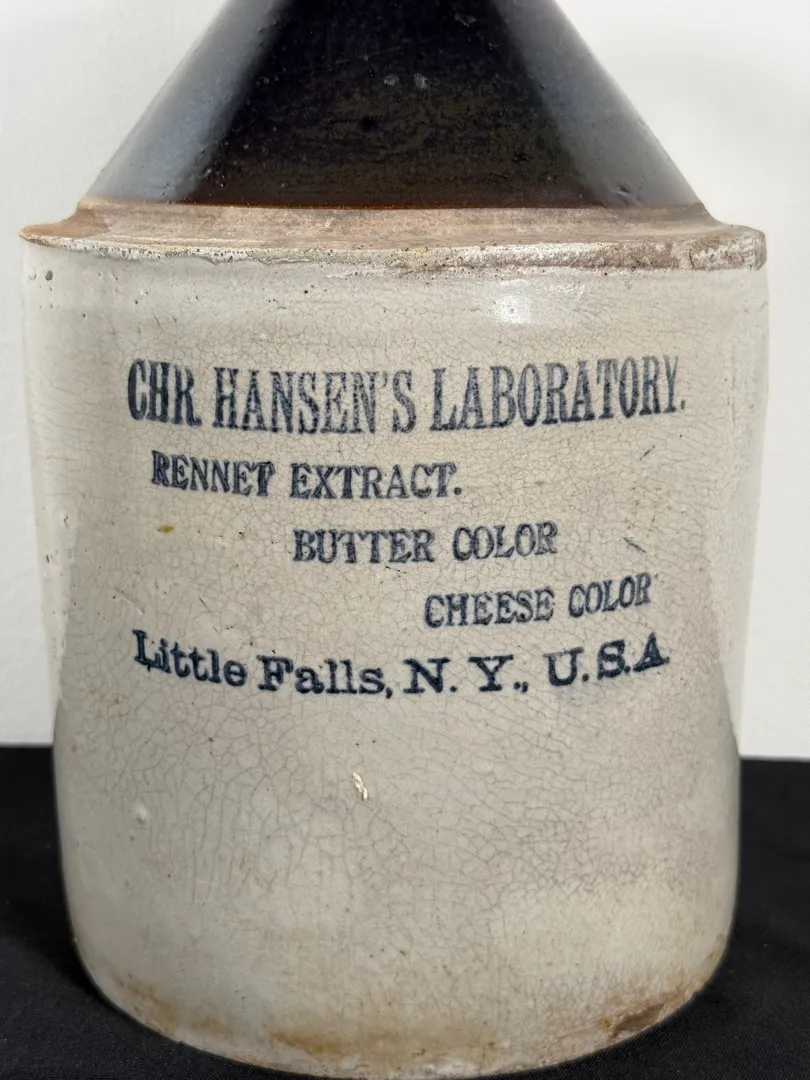 CHR. HANSEN'S LABORATORY.
RENNET EXTRACT.
BUTTER COLOR
CHEESE COLOR
Little Falls, N. Y., U.S.A.